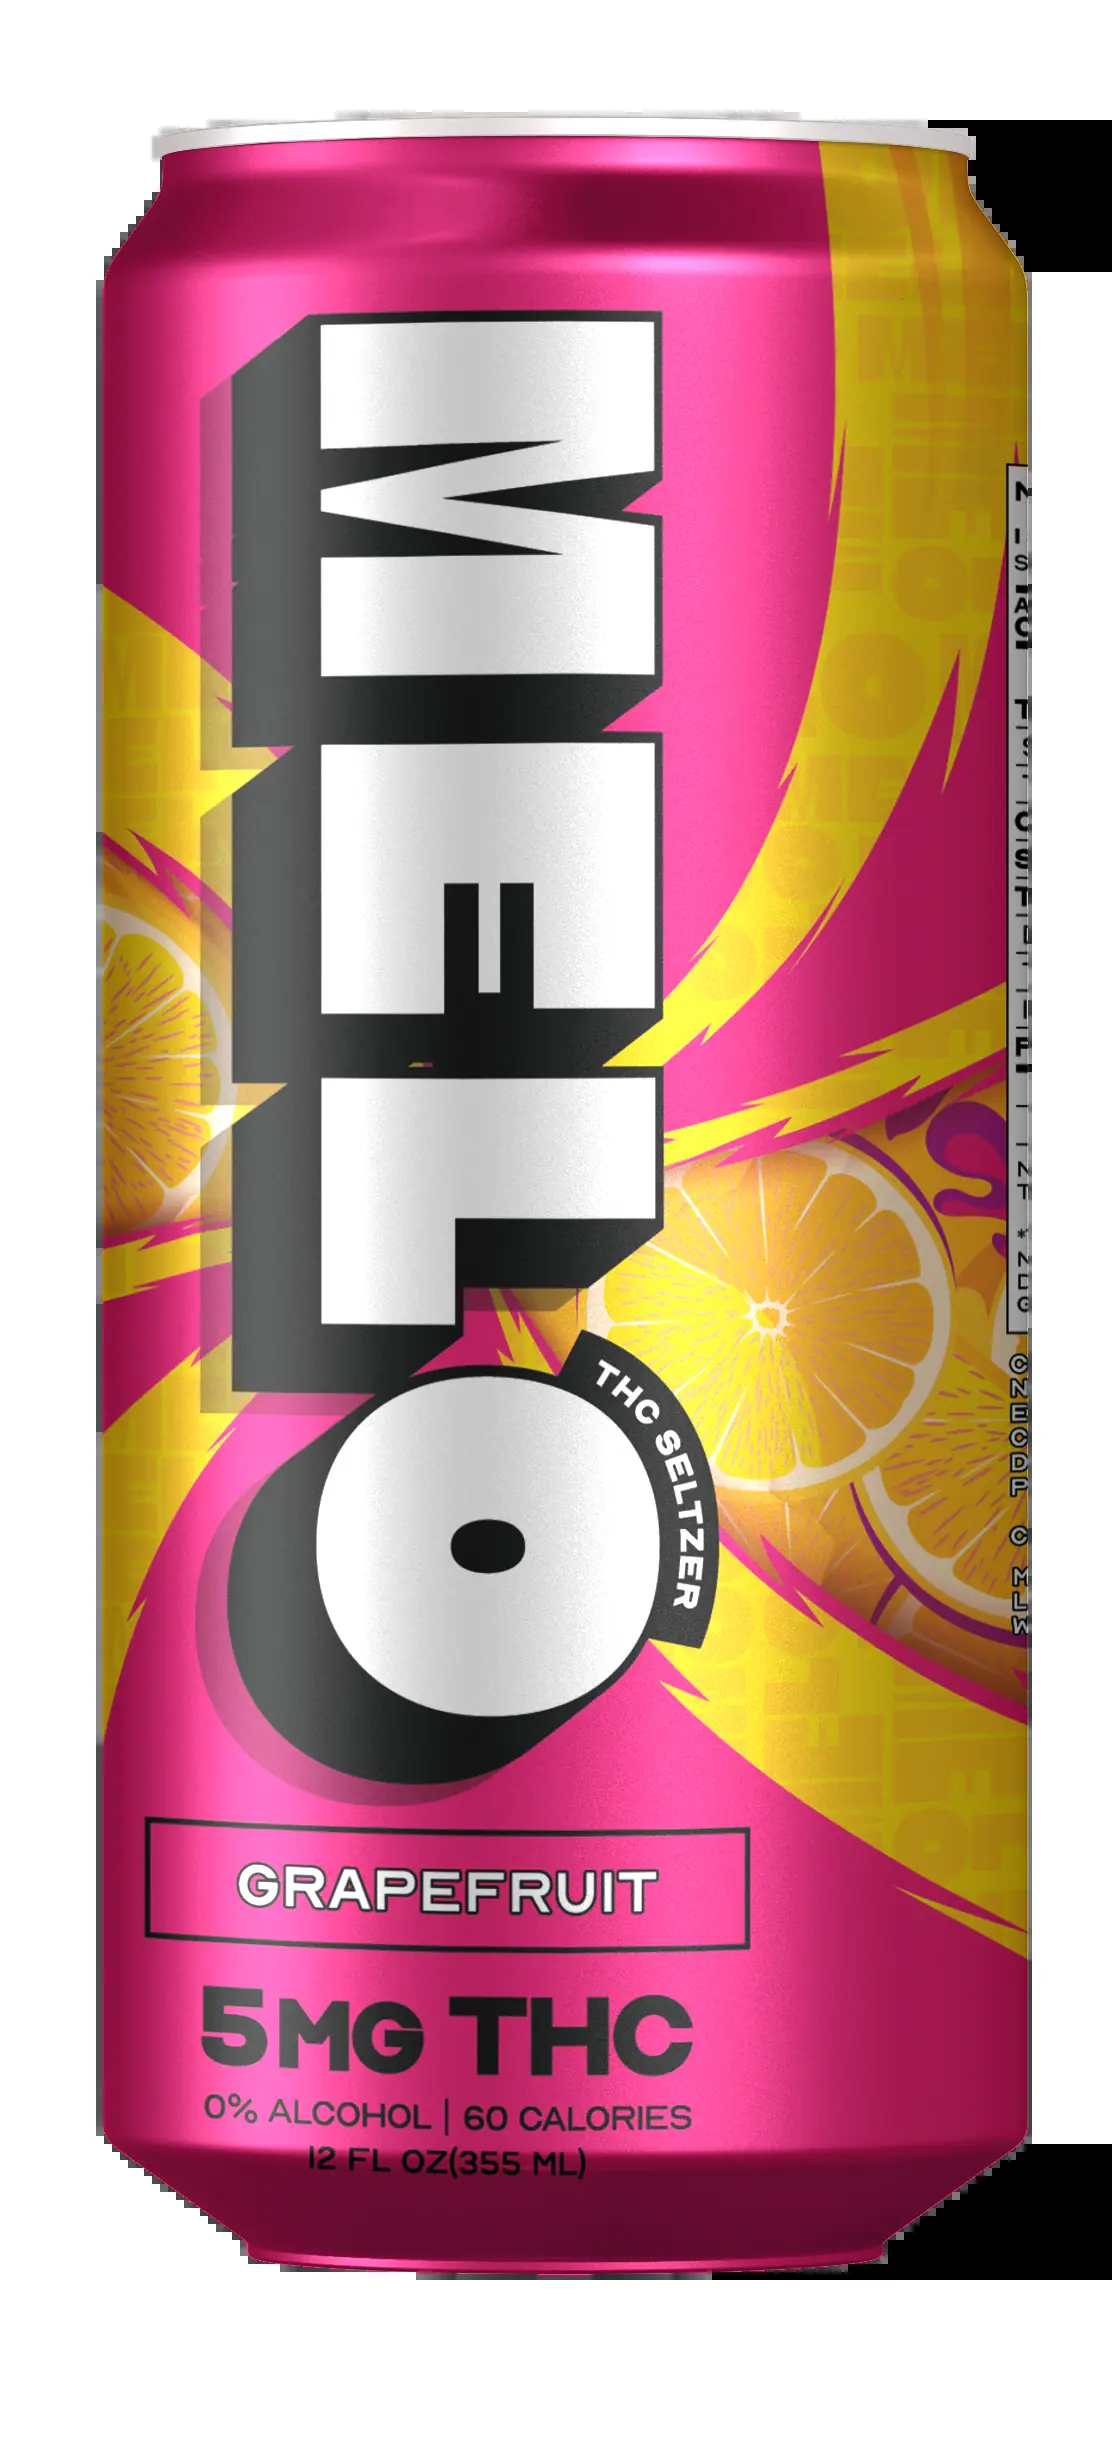 MELO
THC SELTZER
GRAPEFRUIT
5MG THC
0% ALCOHOL | 60 CALORIES
12 FL OZ(355 ML)